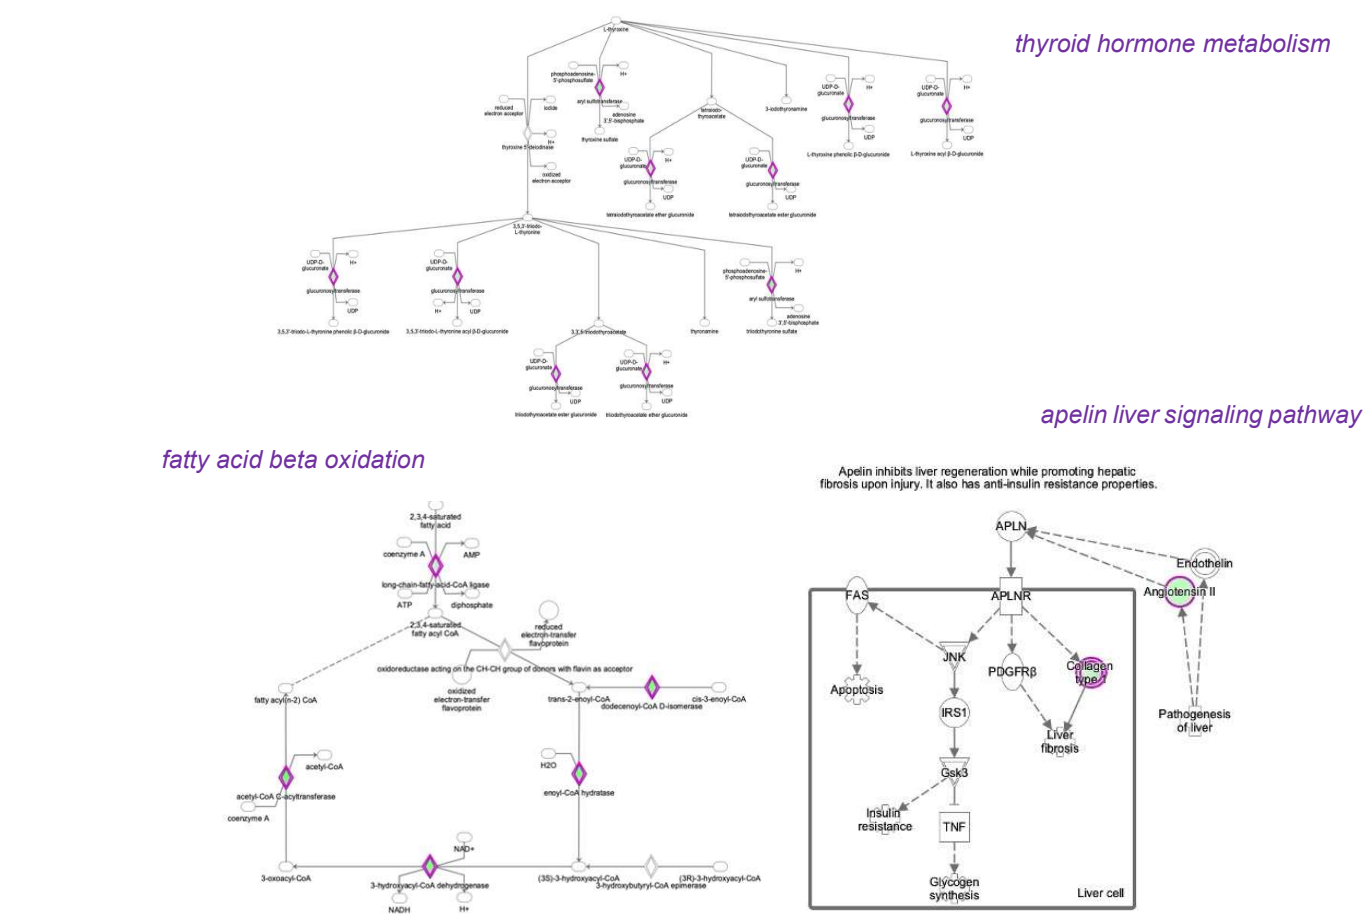 thyroid hormone metabolism
L-thyroxine
phosphoadenosine-
5'-phosphosulfate
H+
aryl sulfotransferase
adenosine
3',5'-bisphosphate
thyroxine sulfate
reduced
electron acceptor
iodide
H+
thyroxine 5'-deiodinase
oxidized
electron acceptor
tetraiodo-
thyroacetate
3-iodothyronamine
UDP-D-
glucuronate
H+
glucuronosyltransferase
UDP
L-thyroxine phenolic β-D-glucuronide
UDP-D-
glucuronate
H+
glucuronosyltransferase
UDP
L-thyroxine acyl β-D-glucuronide
UDP-D-
glucuronate
H+
glucuronosyltransferase
UDP
tetraiodothyroacetate ether glucuronide
UDP-D-
glucuronate
glucuronosyltransferase
UDP
tetraiodothyroacetate ester glucuronide
3,5,3'-triiodo-
L-thyronine
UDP-D-
glucuronate
H+
glucuronosyltransferase
UDP
3,5,3'-triiodo-L-thyronine phenolic β-D-glucuronide
UDP-D-
glucuronate
glucuronosyltransferase
H+
UDP
3,5,3'-triiodo-L-thyronine acyl β-D-glucuronide
3,3',5-triiodothyroacetate
thyronamine
phosphoadenosine-
5'-phosphosulfate
H+
aryl sulfotransferase
adenosine
3',5'-bisphosphate
triiodothyronine sulfate
UDP-D-
glucuronate
glucuronosyltransferase
UDP
triiodothyroacetate ester glucuronide
UDP-D-
glucuronate
H+
glucuronosyltransferase
UDP
triiodothyroacetate ether glucuronide
apelin liver signaling pathway
fatty acid beta oxidation
2,3,4-saturated
fatty acid
coenzyme A
AMP
long-chain-fatty-acid-CoA ligase
ATP
diphosphate
2,3,4-saturated
fatty acyl CoA
reduced
electron-transfer
flavoprotein
oxidoreductase acting on the CH-CH group of donors with flavin as acceptor
oxidized
electron-transfer
flavoprotein
fatty acyl(n-2) CoA
trans-2-enoyl-CoA
dodecenoyl-CoA D-isomerase
cis-3-enoyl-CoA
acetyl-CoA
acetyl-CoA C-acyltransferase
coenzyme A
H2O
enoyl-CoA hydratase
NAD+
3-oxoacyl-CoA
3-hydroxyacyl-CoA dehydrogenase
(3S)-3-hydroxyacyl-CoA
3-hydroxybutyryl-CoA epimerase
(3R)-3-hydroxyacyl-CoA
NADH
H+
Apelin inhibits liver regeneration while promoting hepatic
fibrosis upon injury. It also has anti-insulin resistance properties.
APLN
Endothelin
Angiotensin II
FAS
APLNR
JNK
PDGFRβ
Collagen
type 1
Apoptosis
IRS1
Liver
fibrosis
Pathogenesis
of liver
Gsk3
Insulin
resistance
TNF
Glycogen
synthesis
Liver cell